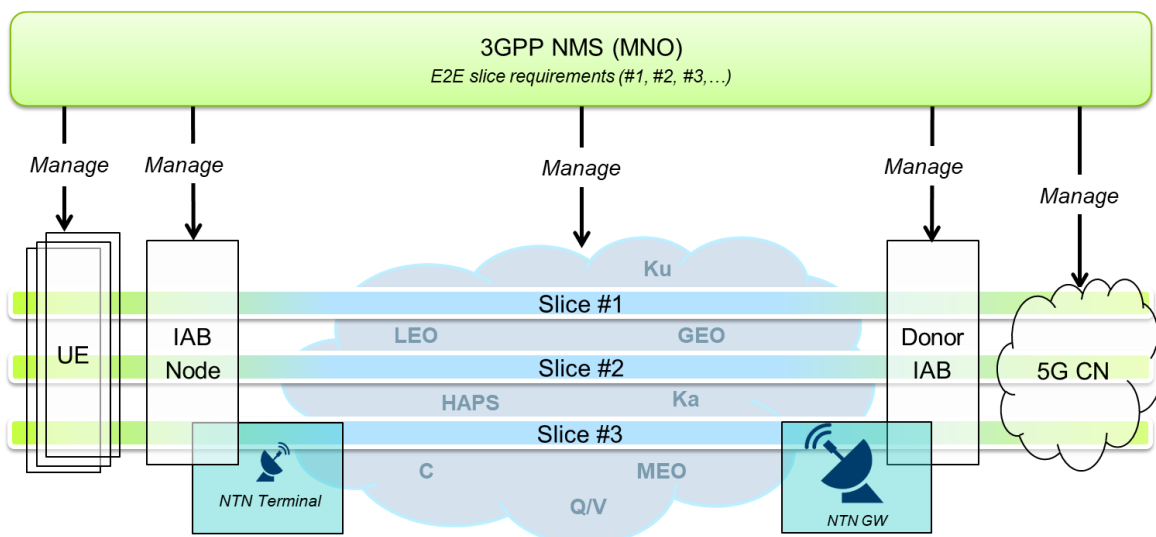 3GPP NMS (MNO)
E2E slice requirements (#1, #2, #3,...)
Manage
Manage
Manage
Manage
Manage
Ku
Slice #1
LEO
GEO
UE
IAB
Node
Slice #2
Donor
IAB
5G CN
HAPS
Ka
Slice #3
C
MEO
Q/V
NTN Terminal
NTN GW